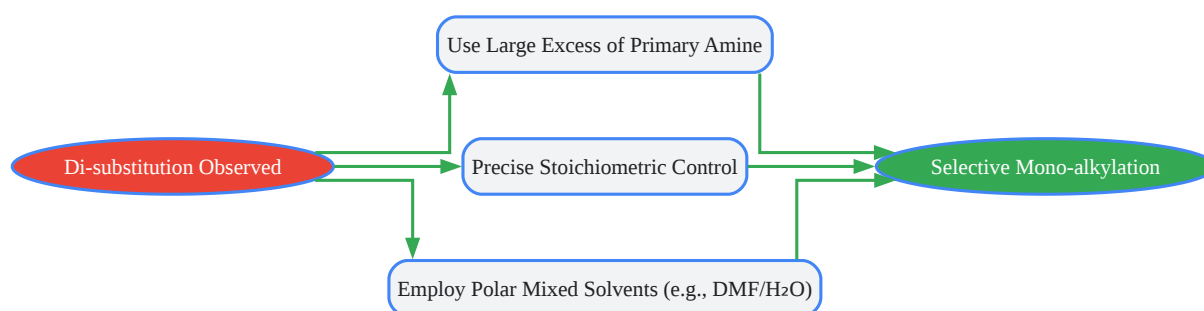 Use Large Excess of Primary Amine
Di-substitution Observed
Precise Stoichiometric Control
Selective Mono-alkylation
Employ Polar Mixed Solvents (e.g., DMF/H₂O)